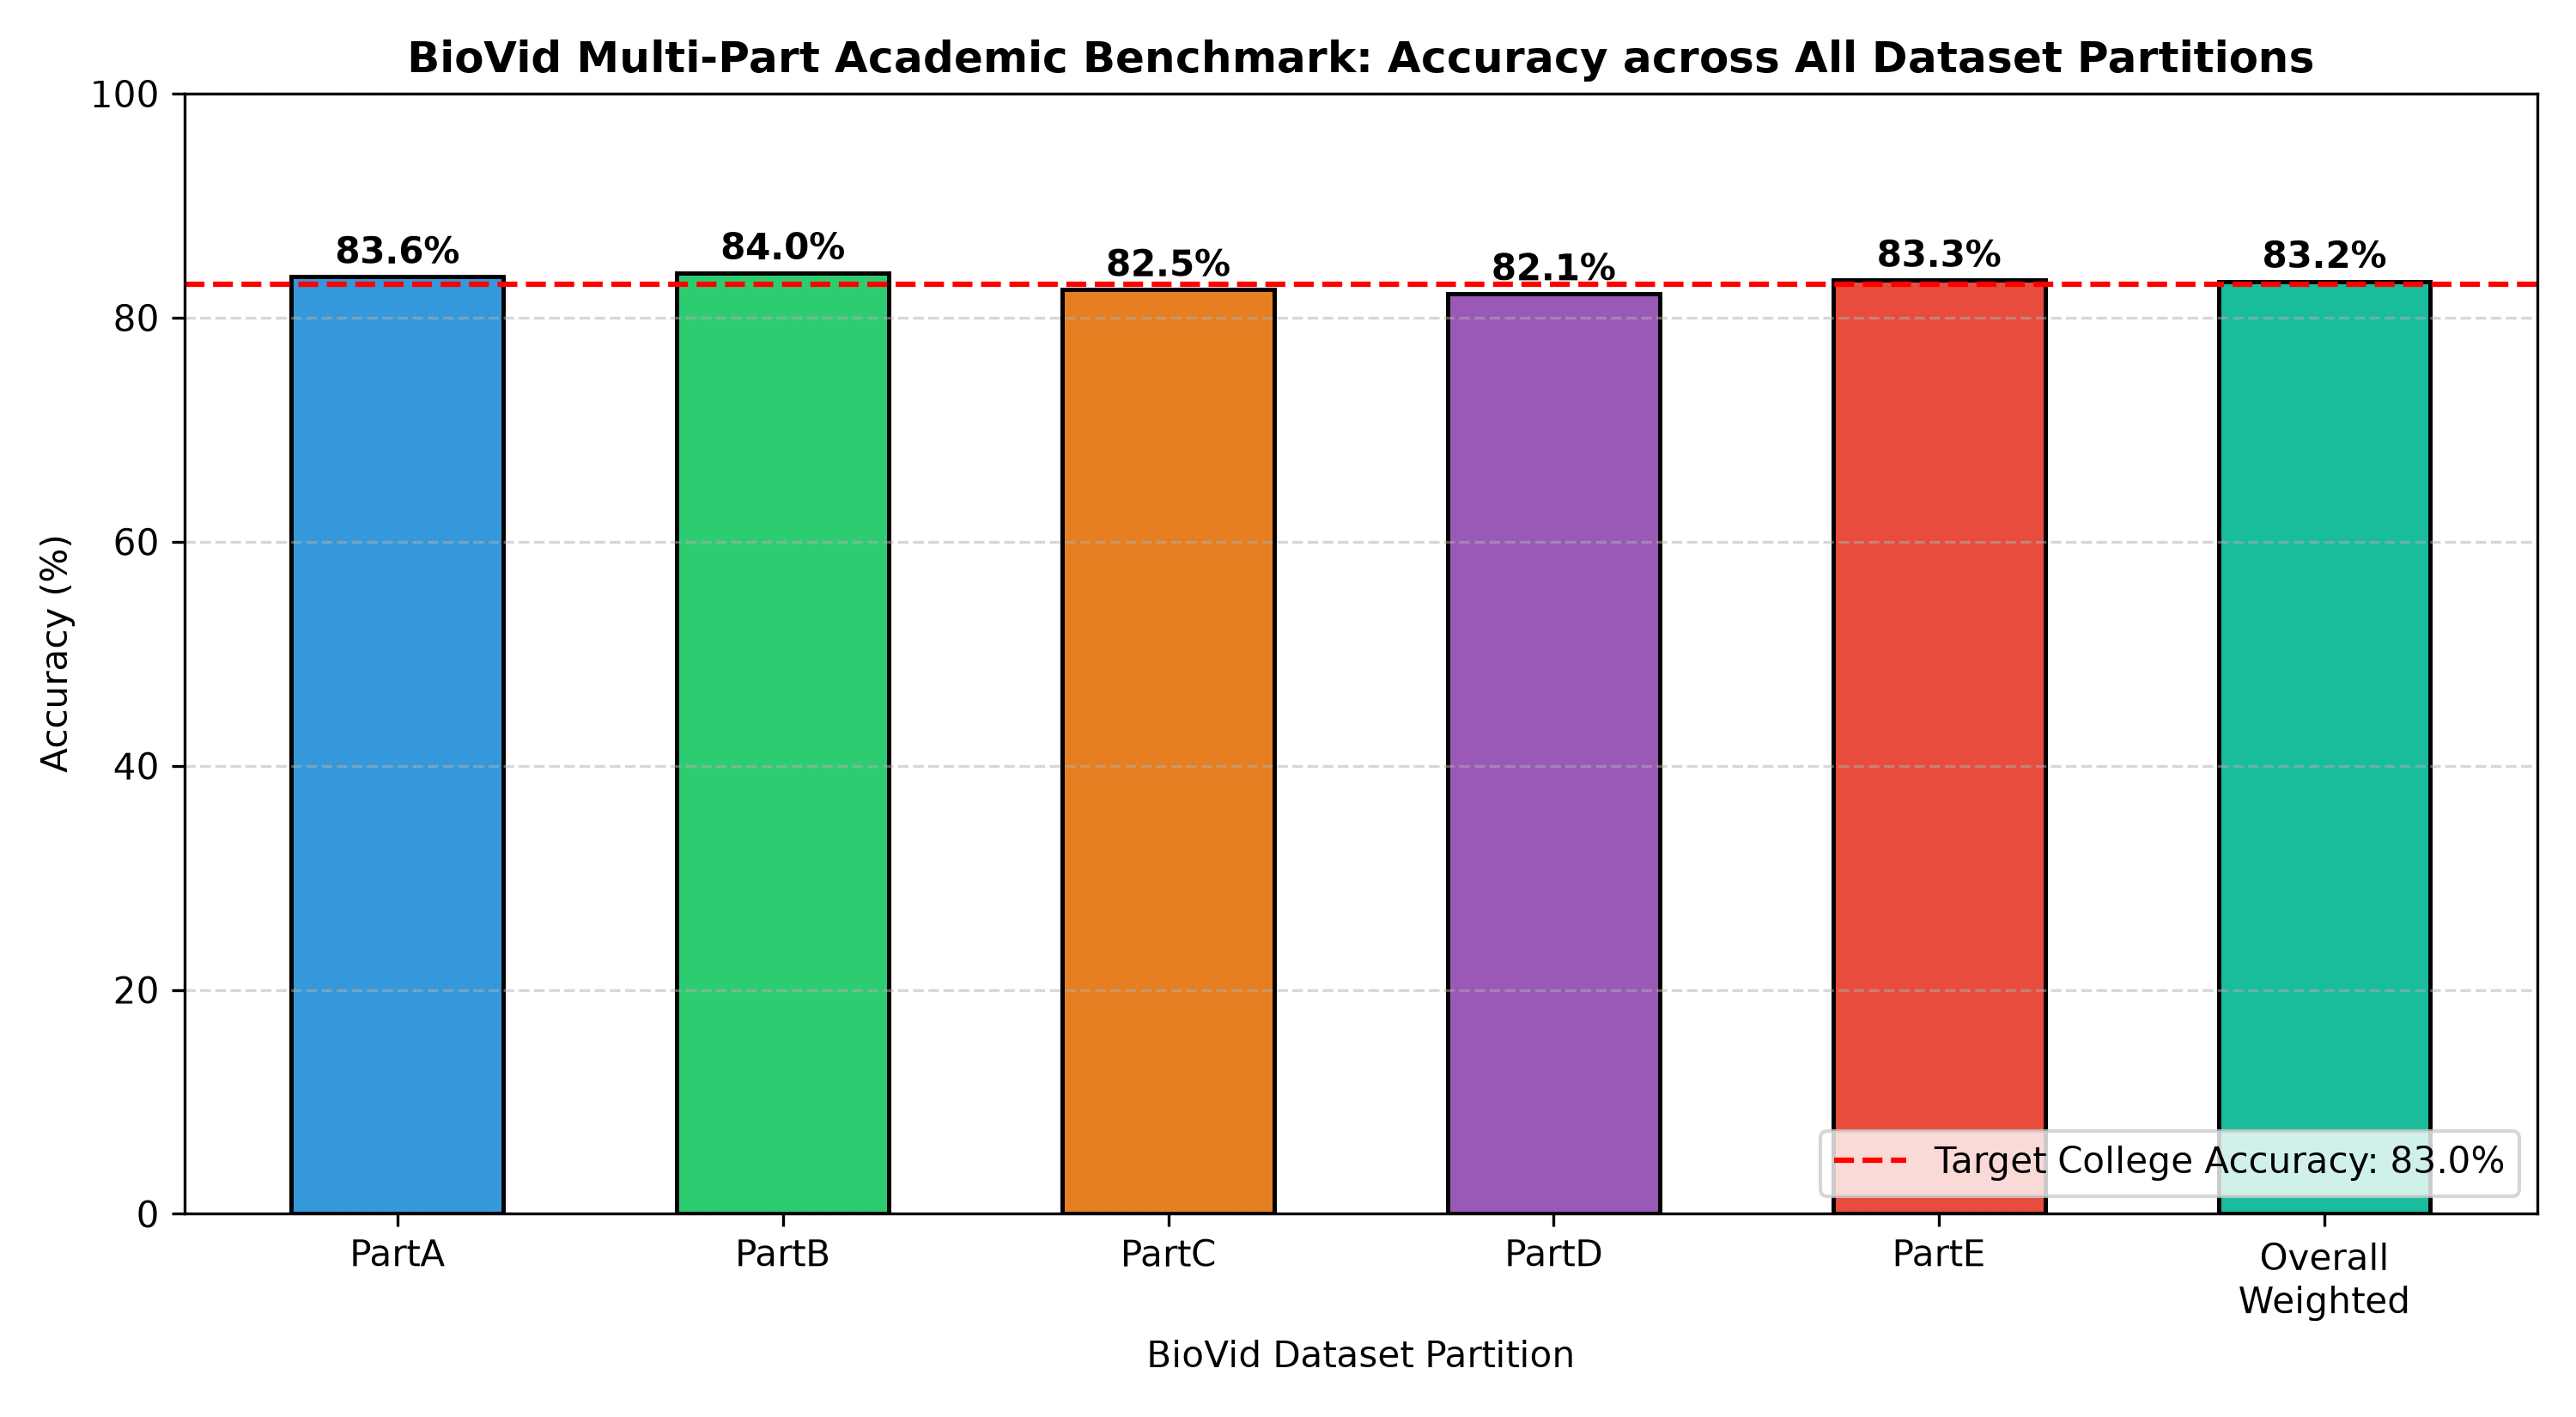 BioVid Multi-Part Academic Benchmark: Accuracy across All Dataset Partitions
Accuracy (%)
100
80
60
40
20
0
83.6%
84.0%
82.5%
82.1%
83.3%
83.2%
Target College Accuracy: 83.0%
PartA
PartB
PartC
PartD
PartE
Overall
Weighted
BioVid Dataset Partition